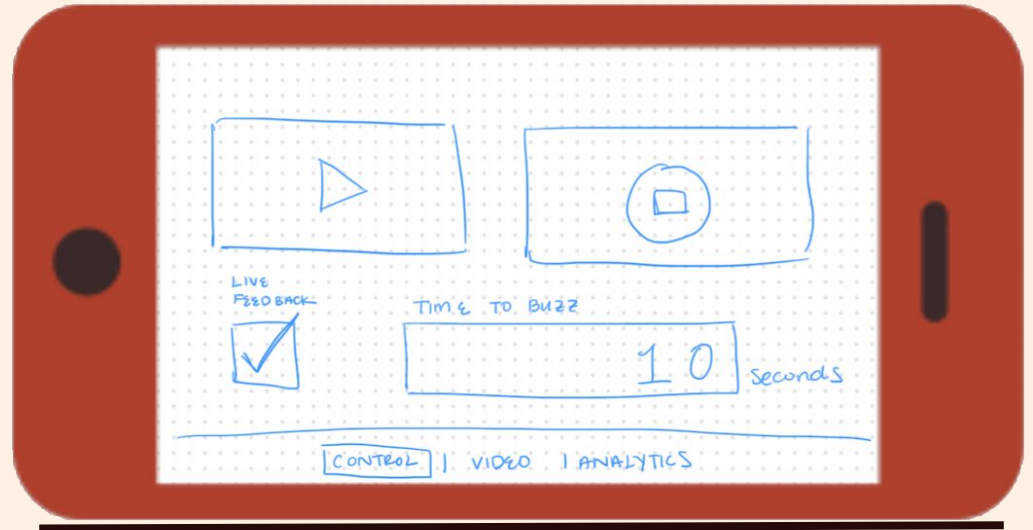 LIVE
FEEDBACK
TIME TO BUZZ
10 seconds
CONTROL | VIDEO | ANALYTICS